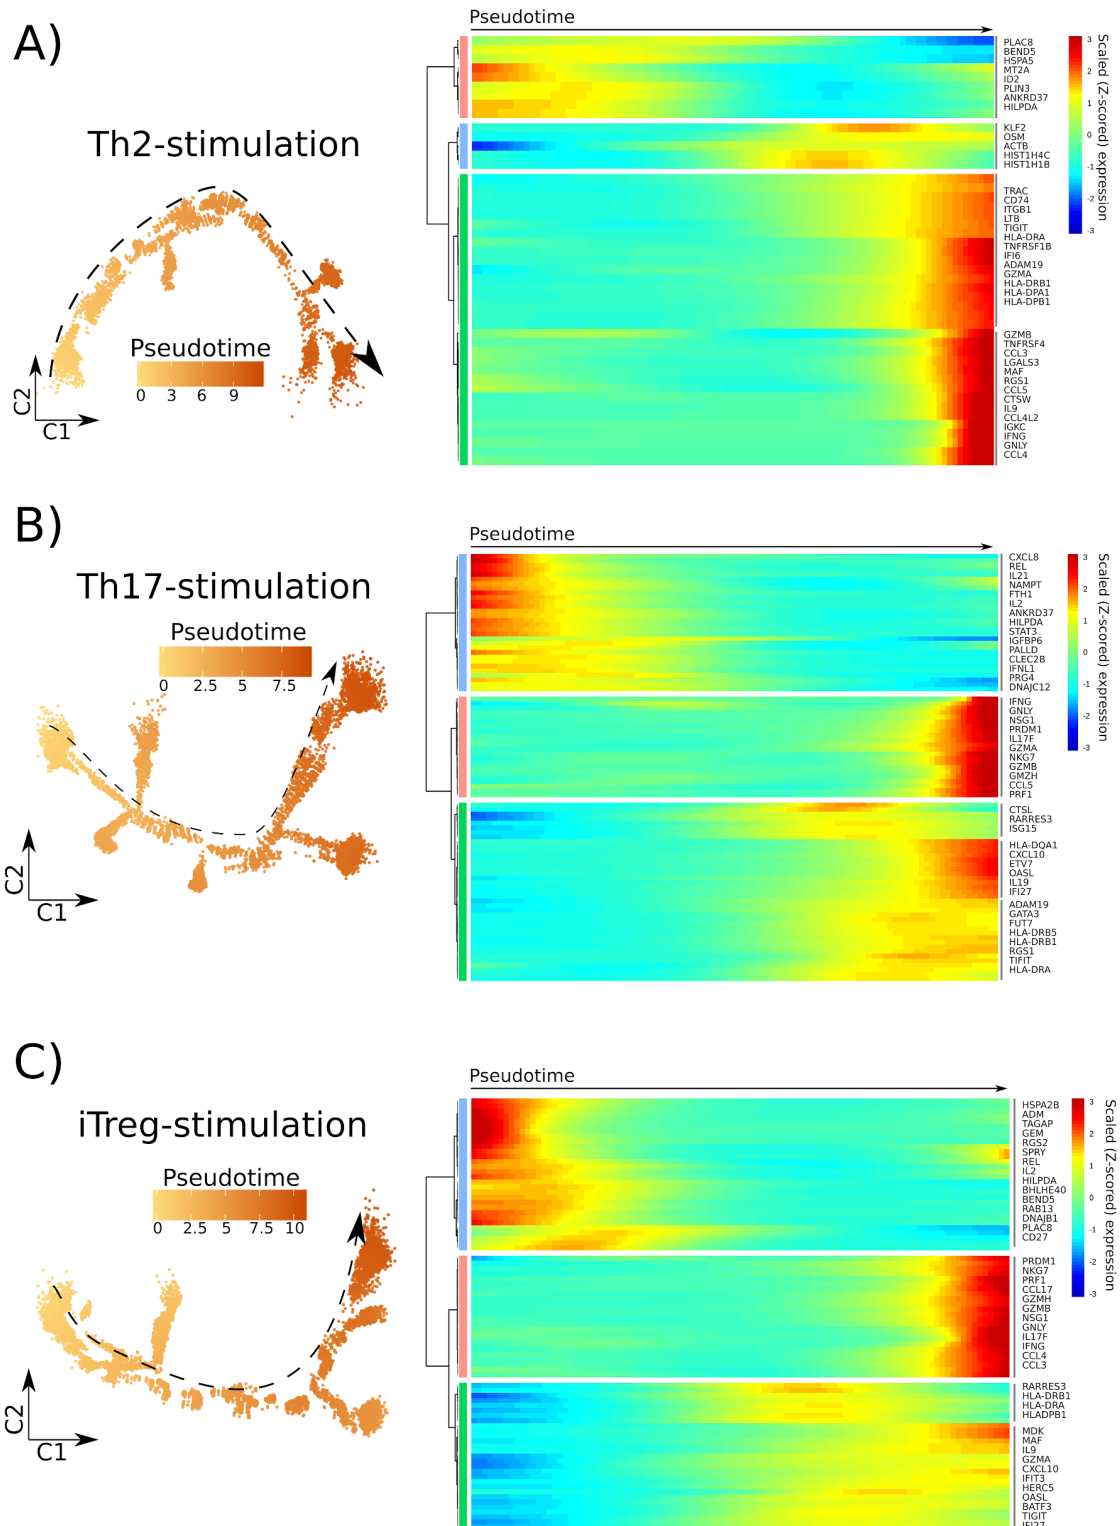 A)
Th2-stimulation
Pseudotime
0 3 6 9
C2
C1
Pseudotime
PLAC8
BEND5
HSPA5
MT2A
ID2
PLIN3
ANKRD37
HILPDA
KLF2
OSM
ACTB
HIST1H4C
HIST1H1B
TRAC
CD74
ITGB1
LTB
TIGIT
HLA-DRA
TNFRSF1B
IFI6
ADAM19
GZMA
HLA-DRB1
HLA-DPA1
HLA-DPB1
GZMB
TNFRSF4
CCL3
LGALS3
MAF
RGS1
CCL5
CTSW
IL9
CCL4L2
IGKC
IFNG
GNLY
CCL4
3
2
1
0
-1
-2
-3
Scaled (Z-scored) expression
B)
Th17-stimulation
Pseudotime
0 2.5 5 7.5
C2
C1
Pseudotime
CXCL8
REL
IL21
NAMPT
FTH1
IL2
ANKRD37
HILPDA
STAT3
IGFBP6
PALLD
CLEC2B
IFNL1
PRG4
DNAJC12
IFNG
GNLY
NSG1
PRDM1
IL17F
GZMA
NKG7
GZMB
GMZH
CCL5
PRF1
CTSL
RARRES3
ISG15
HLA-DQA1
CXCL10
ETV7
OASL
IL19
IFI27
ADAM19
GATA3
FUT7
HLA-DRB5
HLA-DRB1
RGS1
TIFIT
HLA-DRA
3
2
1
0
-1
-2
-3
Scaled (Z-scored) expression
C)
iTreg-stimulation
Pseudotime
0 2.5 5 7.5 10
C2
C1
Pseudotime
HSPA2B
ADM
TAGAP
GEM
RGS2
SPRY
REL
IL2
HILPDA
BHLHE40
BEND5
RAB13
DNAJB1
PLAC8
CD27
PRDM1
NKG7
PRF1
CCL17
GZMH
GZMB
NSG1
GNLY
IL17F
IFNG
CCL4
CCL3
RARRES3
HLA-DRB1
HLA-DRA
HLADPB1
MDK
MAF
IL9
GZMA
CXCL10
IFIT3
HERC5
OASL
BATF3
TIGIT
IFI27
3
2
1
0
-1
-2
-3
Scaled (Z-scored) expression